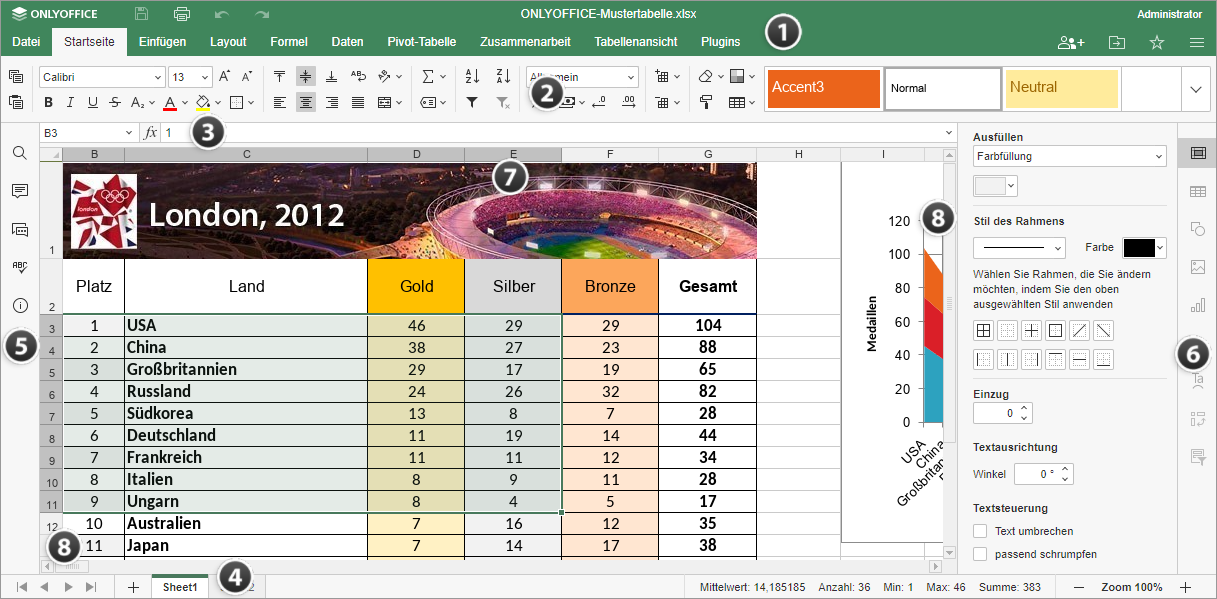 ONLYOFFICE
ONLYOFFICE-Mustertabelle.xlsx
Administrator
Datei Startseite Einfügen Layout Formel Daten Pivot-Tabelle Zusammenarbeit Tabellenansicht Plugins
1
Calibri 13
Accent3 Normal Neutral
2
B3 fx 1
3
B C D E F G H I
7
London, 2012
1
2 Platz Land Gold Silber Bronze Gesamt
3 1 USA 46 29 29 104
4 2 China 38 27 23 88
5 3 Großbritannien 29 17 19 65
6 4 Russland 24 26 32 82
7 5 Südkorea 13 8 7 28
8 6 Deutschland 11 19 14 44
9 7 Frankreich 11 11 12 34
10 8 Italien 8 9 11 28
11 9 Ungarn 8 4 5 17
12 10 Australien 7 16 12 35
11 Japan 7 14 17 38
8
5
8
Medaillen
120
100
80
60
40
20
0
USA
China
Ausfüllen
Farbfüllung
Stil des Rahmens
Farbe
Wählen Sie Rahmen, die Sie ändern
möchten, indem Sie den oben
ausgewählten Stil anwenden
6
Einzug
0
Textausrichtung
Winkel 0 °
Textsteuerung
Text umbrechen
passend schrumpfen
Sheet1
4
Mittelwert: 14,185185 Anzahl: 36 Min: 1 Max: 46 Summe: 383
Zoom 100%